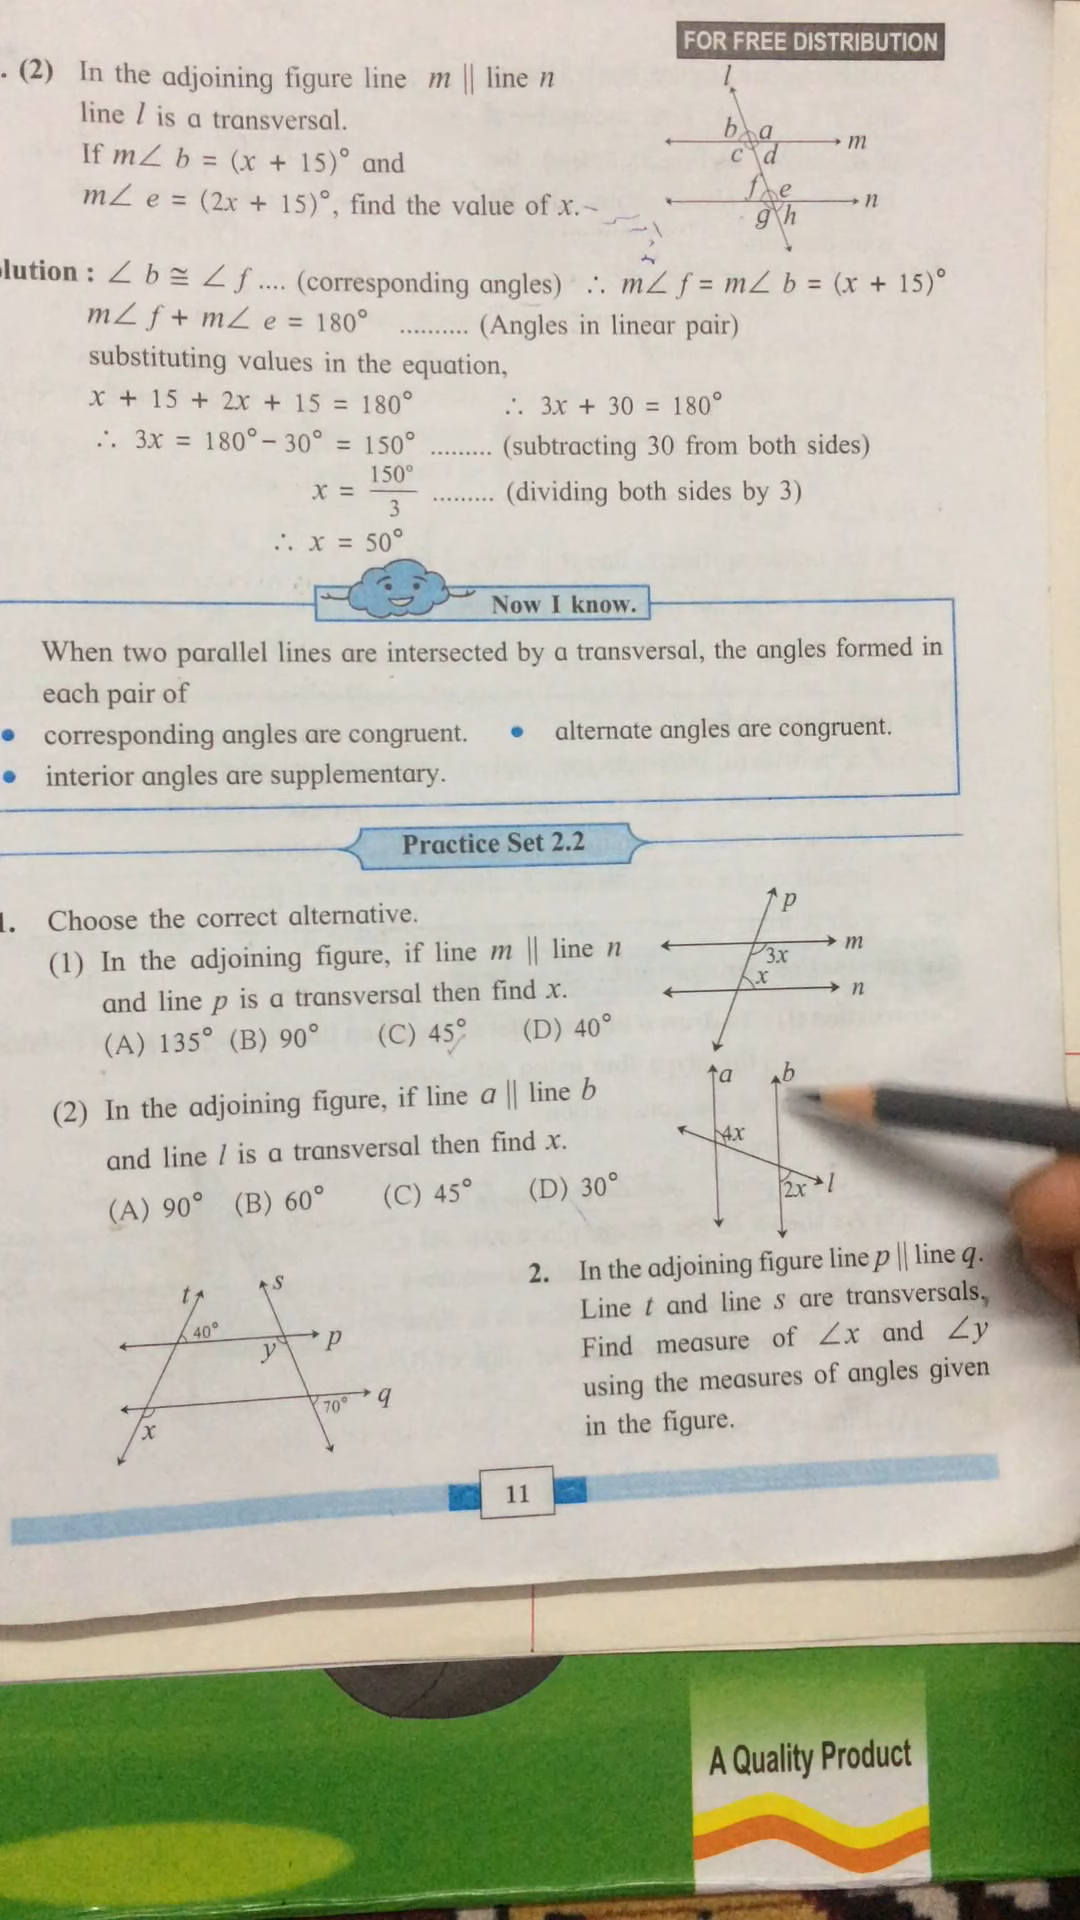 FOR FREE DISTRIBUTION
. (2) In the adjoining figure line m || line n
line l is a transversal.
If m∠ b = (x + 15)° and
m∠ e = (2x + 15)°, find the value of x.
l
b a
m
c d
f e
n
g h
lution : ∠ b ≅ ∠ f .... (corresponding angles) ∴ m∠ f = m∠ b = (x + 15)°
m∠ f + m∠ e = 180° .......... (Angles in linear pair)
substituting values in the equation,
x + 15 + 2x + 15 = 180° ∴ 3x + 30 = 180°
∴ 3x = 180° – 30° = 150° ......... (subtracting 30 from both sides)
x = 150°/3 ......... (dividing both sides by 3)
∴ x = 50°
Now I know.
When two parallel lines are intersected by a transversal, the angles formed in
each pair of
• corresponding angles are congruent. • alternate angles are congruent.
• interior angles are supplementary.
Practice Set 2.2
1. Choose the correct alternative.
(1) In the adjoining figure, if line m || line n
and line p is a transversal then find x.
(A) 135° (B) 90° (C) 45° (D) 40°
p
m
3x
x
n
(2) In the adjoining figure, if line a || line b
and line l is a transversal then find x.
(A) 90° (B) 60° (C) 45° (D) 30°
a b
4x
2x l
2. In the adjoining figure line p || line q.
Line t and line s are transversals.
Find measure of ∠x and ∠y
using the measures of angles given
in the figure.
t s
40° p
y
70° q
x
11
A Quality Product